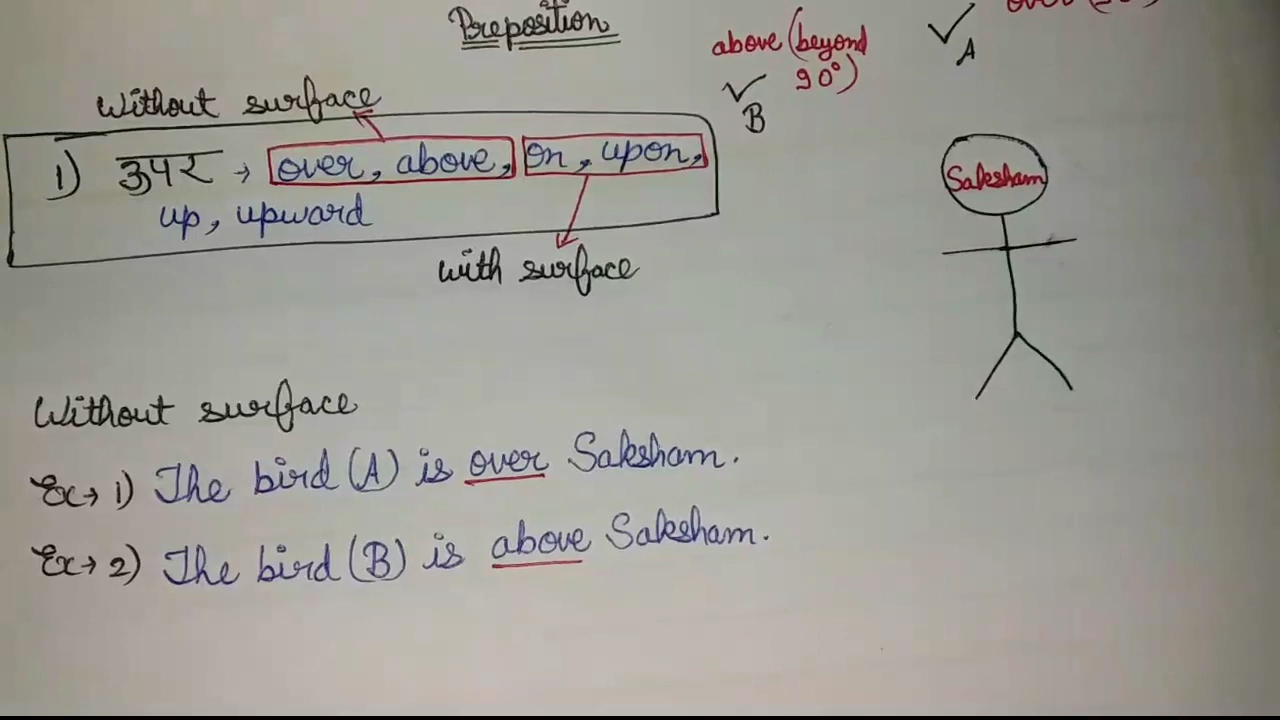 Preposition
over
above (beyond
90°)
A
B
Without surface
1) ऊपर → over, above, on, upon,
up, upward
with surface
Saksham
Without surface
Ex → 1) The bird (A) is over Saksham.
Ex → 2) The bird (B) is above Saksham.